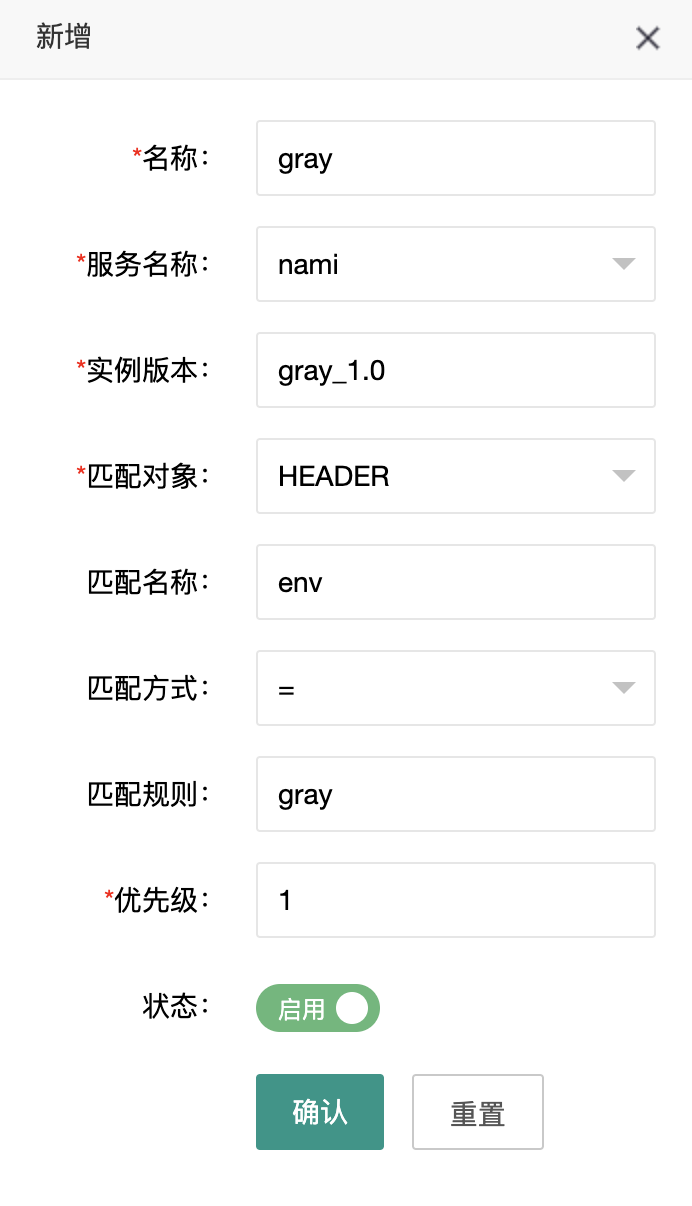 新增
*名称： gray
*服务名称： nami
*实例版本： gray_1.0
*匹配对象： HEADER
匹配名称： env
匹配方式： =
匹配规则： gray
*优先级： 1
状态： 启用
确认 重置